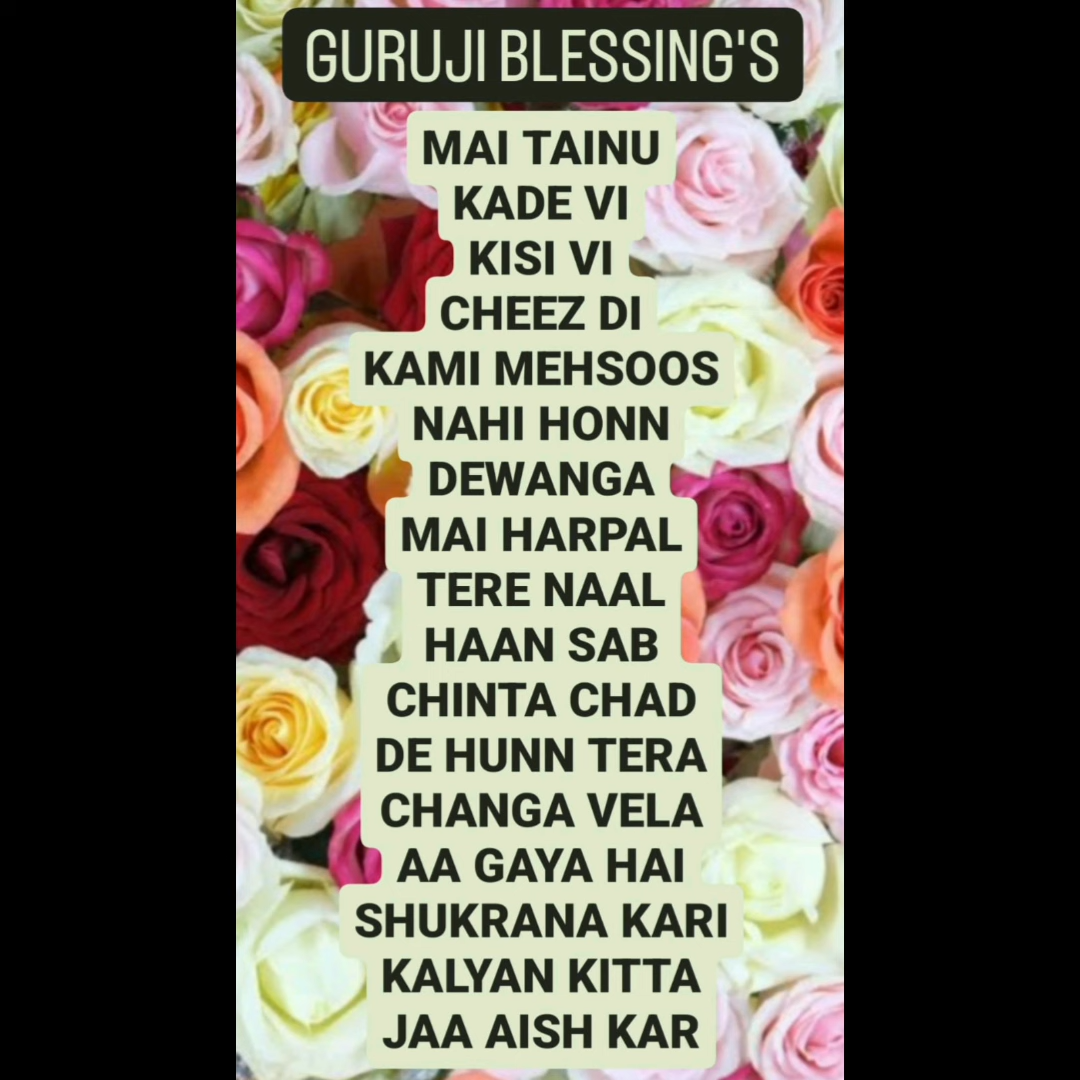 GURUJI BLESSING'S
MAI TAINU
KADE VI
KISI VI
CHEEZ DI
KAMI MEHSOOS
NAHI HONN
DEWANGA
MAI HARPAL
TERE NAAL
HAAN SAB
CHINTA CHAD
DE HUNN TERA
CHANGA VELA
AA GAYA HAI
SHUKRANA KARI
KALYAN KITTA
JAA AISH KAR